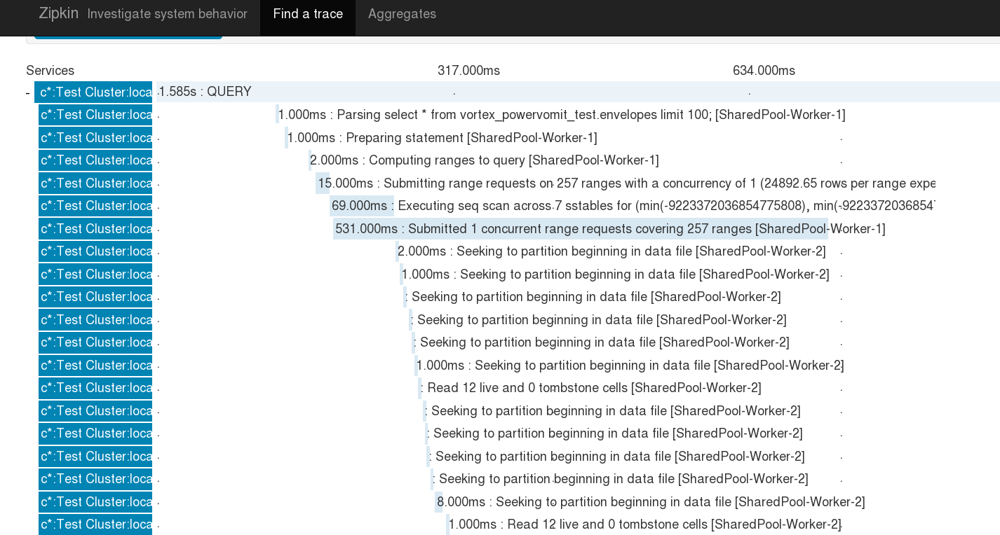 Zipkin Investigate system behavior Find a trace Aggregates
Services 317.000ms 634.000ms
- c*:Test Cluster:loca 1.585s : QUERY
c*:Test Cluster:loca 1.000ms : Parsing select * from vortex_powervomit_test.envelopes limit 100; [SharedPool-Worker-1]
c*:Test Cluster:loca 1.000ms : Preparing statement [SharedPool-Worker-1]
c*:Test Cluster:loca 2.000ms : Computing ranges to query [SharedPool-Worker-1]
c*:Test Cluster:loca 15.000ms : Submitting range requests on 257 ranges with a concurrency of 1 (24892.65 rows per range expe
c*:Test Cluster:loca 69.000ms : Executing seq scan across 7 sstables for (min(-9223372036854775808), min(-9223372036854
c*:Test Cluster:loca 531.000ms : Submitted 1 concurrent range requests covering 257 ranges [SharedPool-Worker-1]
c*:Test Cluster:loca 2.000ms : Seeking to partition beginning in data file [SharedPool-Worker-2]
c*:Test Cluster:loca 1.000ms : Seeking to partition beginning in data file [SharedPool-Worker-2]
c*:Test Cluster:loca : Seeking to partition beginning in data file [SharedPool-Worker-2]
c*:Test Cluster:loca : Seeking to partition beginning in data file [SharedPool-Worker-2]
c*:Test Cluster:loca : Seeking to partition beginning in data file [SharedPool-Worker-2]
c*:Test Cluster:loca 1.000ms : Seeking to partition beginning in data file [SharedPool-Worker-2]
c*:Test Cluster:loca : Read 12 live and 0 tombstone cells [SharedPool-Worker-2]
c*:Test Cluster:loca : Seeking to partition beginning in data file [SharedPool-Worker-2]
c*:Test Cluster:loca : Seeking to partition beginning in data file [SharedPool-Worker-2]
c*:Test Cluster:loca : Seeking to partition beginning in data file [SharedPool-Worker-2]
c*:Test Cluster:loca : Seeking to partition beginning in data file [SharedPool-Worker-2]
c*:Test Cluster:loca 8.000ms : Seeking to partition beginning in data file [SharedPool-Worker-2]
c*:Test Cluster:loca 1.000ms : Read 12 live and 0 tombstone cells [SharedPool-Worker-2]